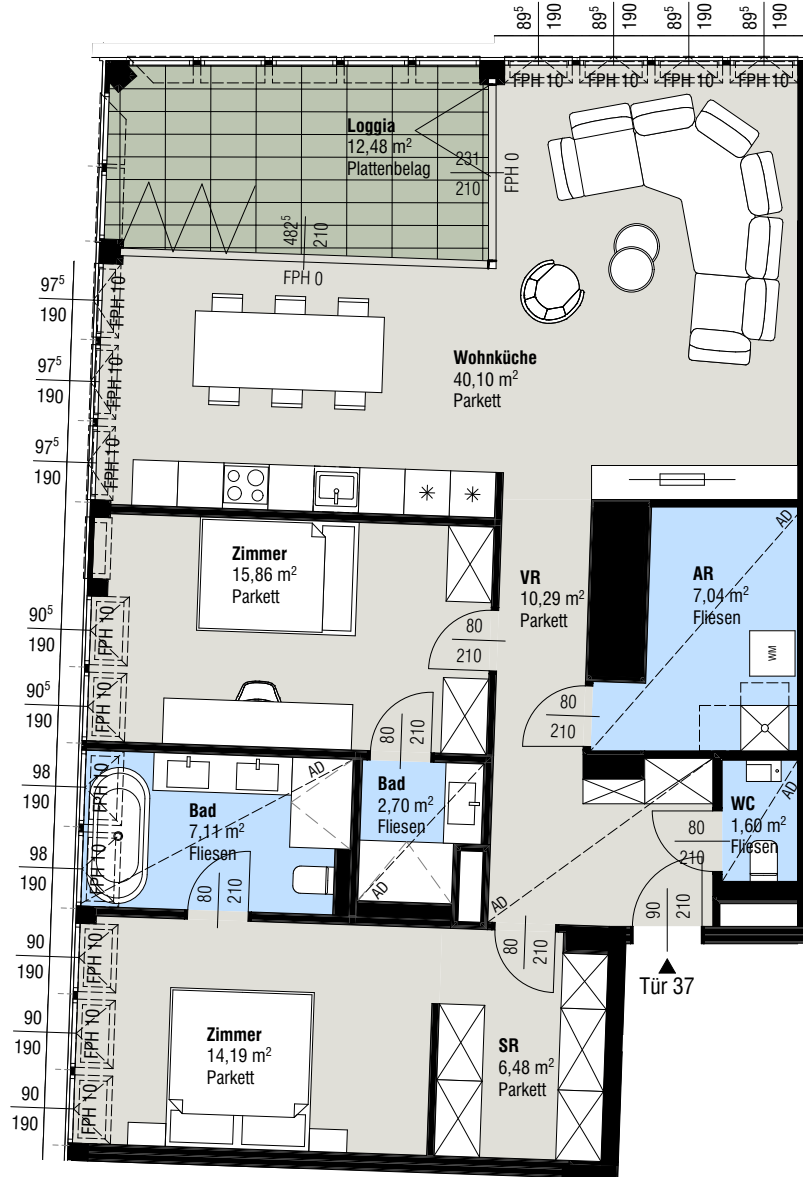 89⁵
190
89⁵
190
89⁵
190
89⁵
190
FPH 10
FPH 10
FPH 10
FPH 10
Loggia
12,48 m²
Plattenbelag
231
210
FPH 0
482⁵
210
FPH 0
97⁵
190
FPH 10
97⁵
190
FPH 10
97⁵
190
FPH 10
Wohnküche
40,10 m²
Parkett
Zimmer
15,86 m²
Parkett
VR
10,29 m²
Parkett
AD
AR
7,04 m²
Fliesen
WM
80
210
80
210
90⁵
190
FPH 10
90⁵
190
FPH 10
80
210
98
190
FPH 10
98
190
FPH 10
AD
Bad
7,11 m²
Fliesen
80
210
Bad
2,70 m²
Fliesen
AD
AD
WC
1,60 m²
Fliesen
AD
80
210
90
210
Tür 37
80
210
90
190
FPH 10
90
190
FPH 10
90
190
FPH 10
Zimmer
14,19 m²
Parkett
SR
6,48 m²
Parkett